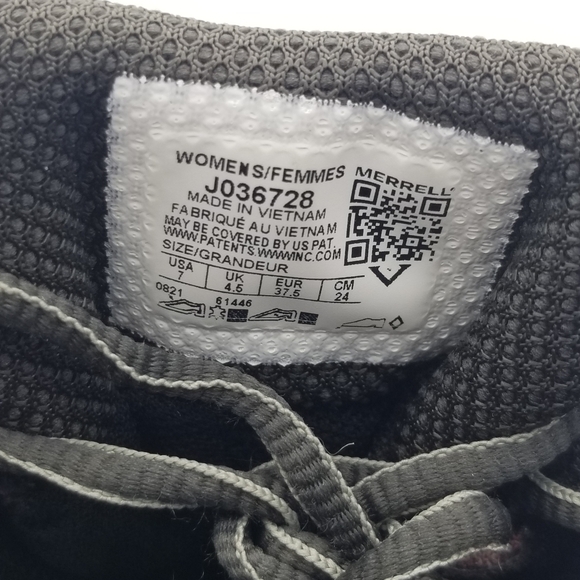 WOMENS/FEMMES
MERRELL
J036728
MADE IN VIETNAM
FABRIQUÉ AU VIETNAM
MAY BE COVERED BY US PAT.
WWW.PATENTS.WWWINC.COM
SIZE/GRANDEUR
USA UK EUR CM
7 4.5 37.5 24
0821 61446